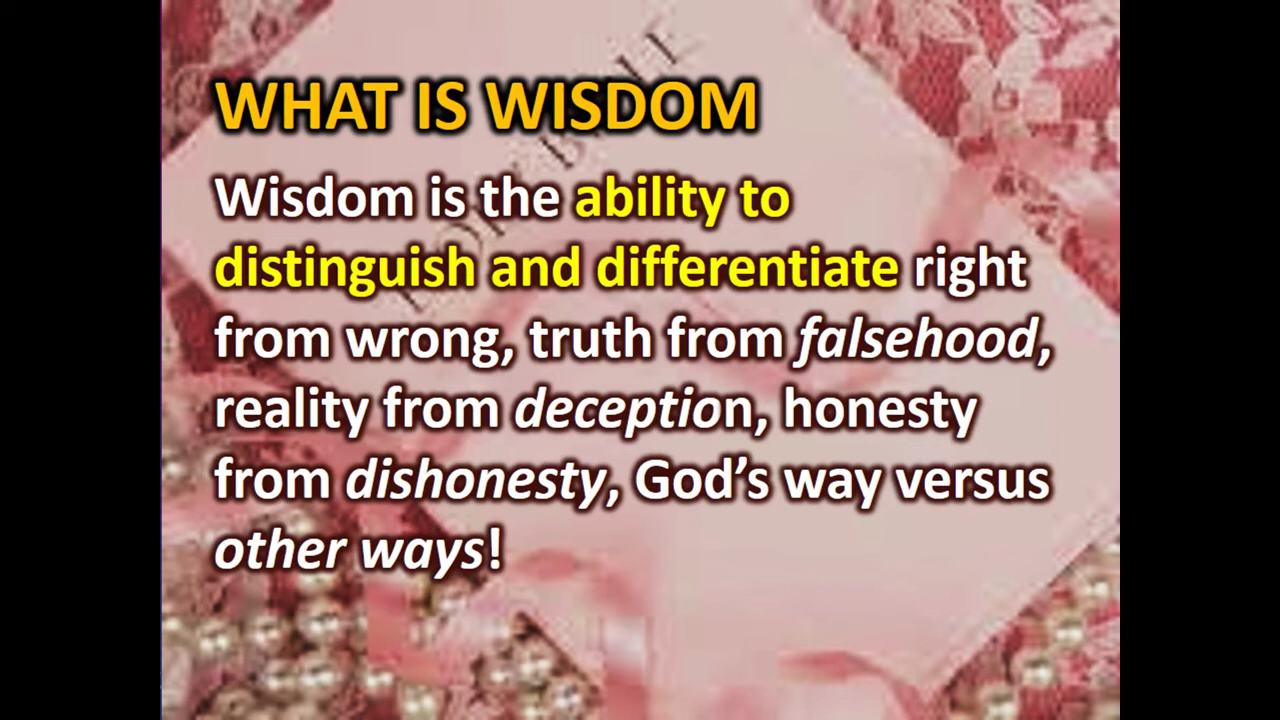 WHAT IS WISDOM
Wisdom is the ability to
distinguish and differentiate right
from wrong, truth from falsehood,
reality from deception, honesty
from dishonesty, God’s way versus
other ways!